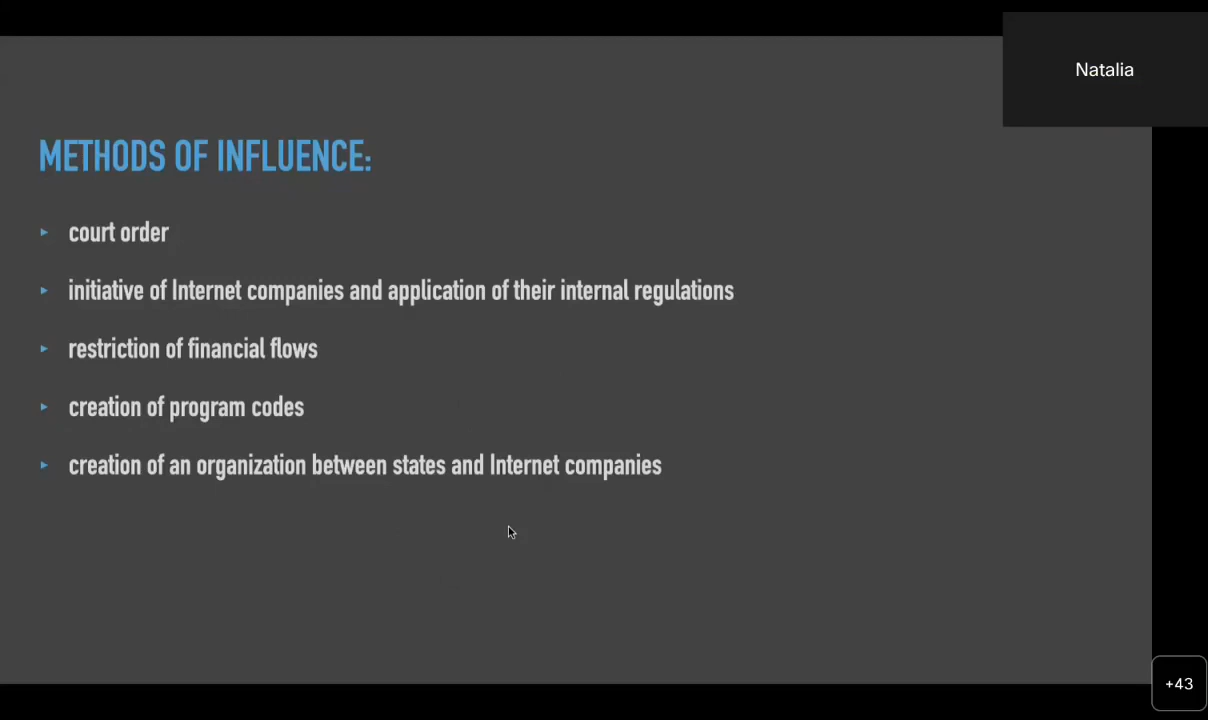 Natalia
METHODS OF INFLUENCE:
court order
initiative of Internet companies and application of their internal regulations
restriction of financial flows
creation of program codes
creation of an organization between states and Internet companies
+43